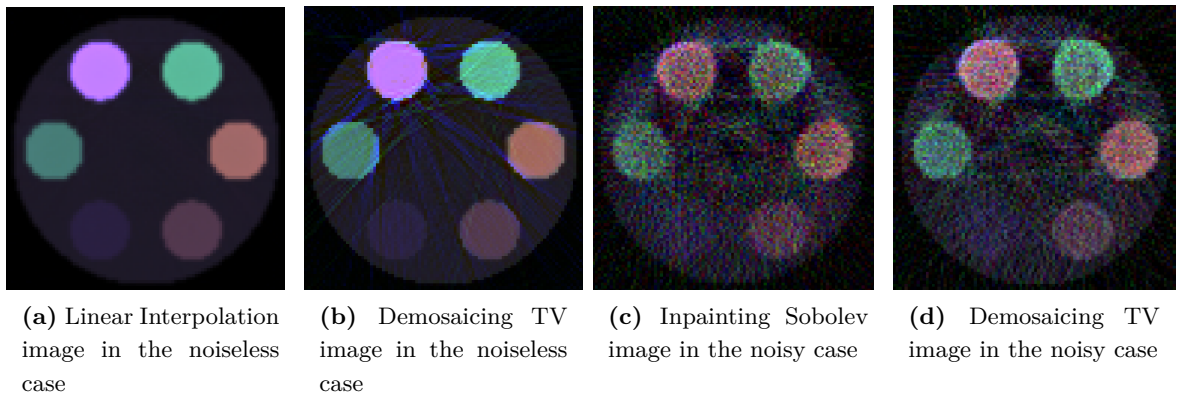 (a) Linear Interpolation
image in the noiseless
case
(b) Demosaicing TV
image in the noiseless
case
(c) Inpainting Sobolev
image in the noisy case
(d) Demosaicing TV
image in the noisy case